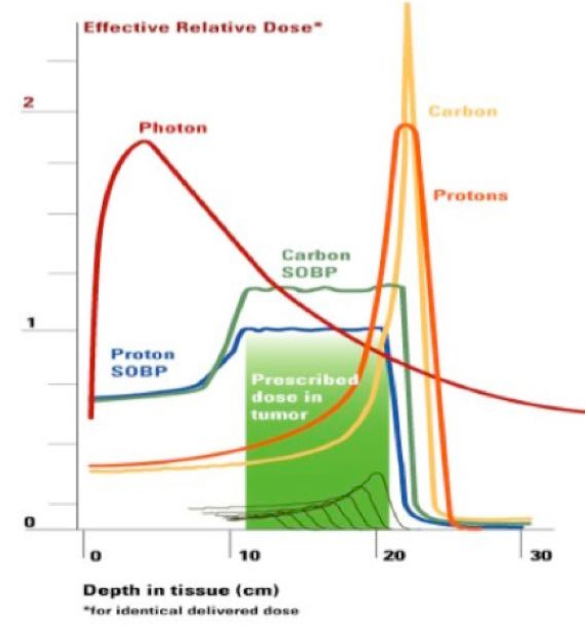 Effective Relative Dose*
2
Photon
Carbon
Protons
Carbon
SOBP
1
Proton
SOBP
Prescribed
dose in
tumor
0
0 10 20 30
Depth in tissue (cm)
*for identical delivered dose